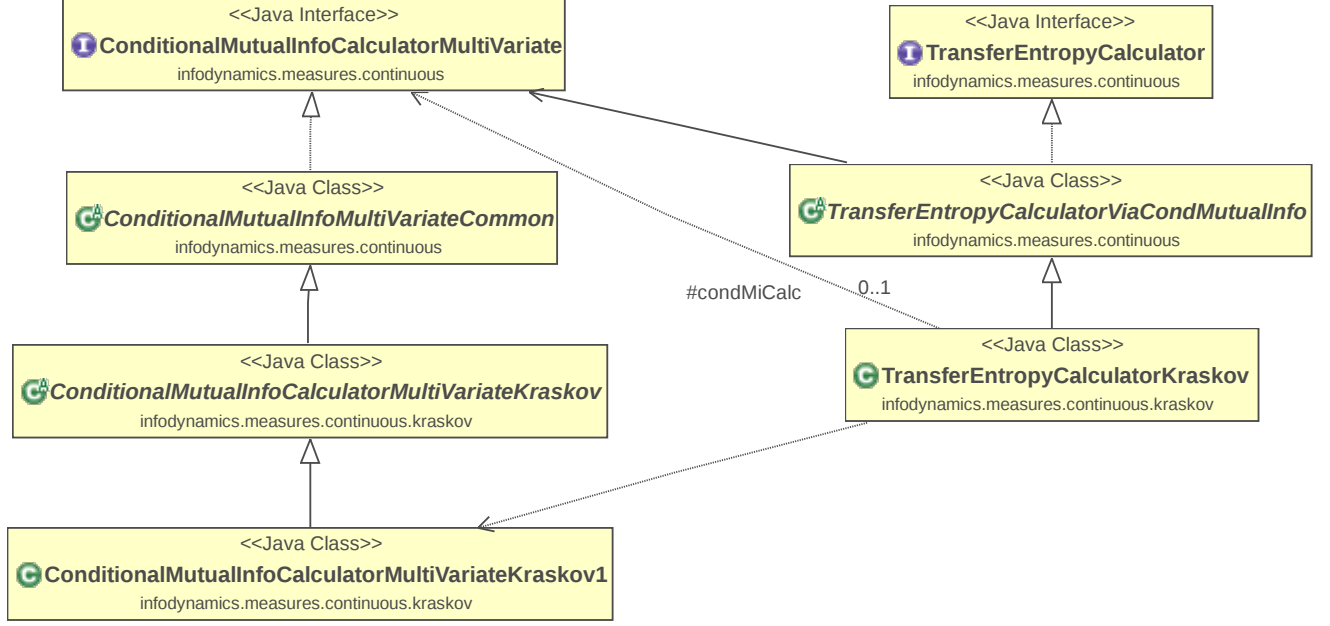 <<Java Interface>>
ConditionalMutualInfoCalculatorMultiVariate
infodynamics.measures.continuous
<<Java Interface>>
TransferEntropyCalculator
infodynamics.measures.continuous
<<Java Class>>
ConditionalMutualInfoMultiVariateCommon
infodynamics.measures.continuous
<<Java Class>>
TransferEntropyCalculatorViaCondMutualInfo
infodynamics.measures.continuous
#condMiCalc
0..1
<<Java Class>>
ConditionalMutualInfoCalculatorMultiVariateKraskov
infodynamics.measures.continuous.kraskov
<<Java Class>>
TransferEntropyCalculatorKraskov
infodynamics.measures.continuous.kraskov
<<Java Class>>
ConditionalMutualInfoCalculatorMultiVariateKraskov1
infodynamics.measures.continuous.kraskov